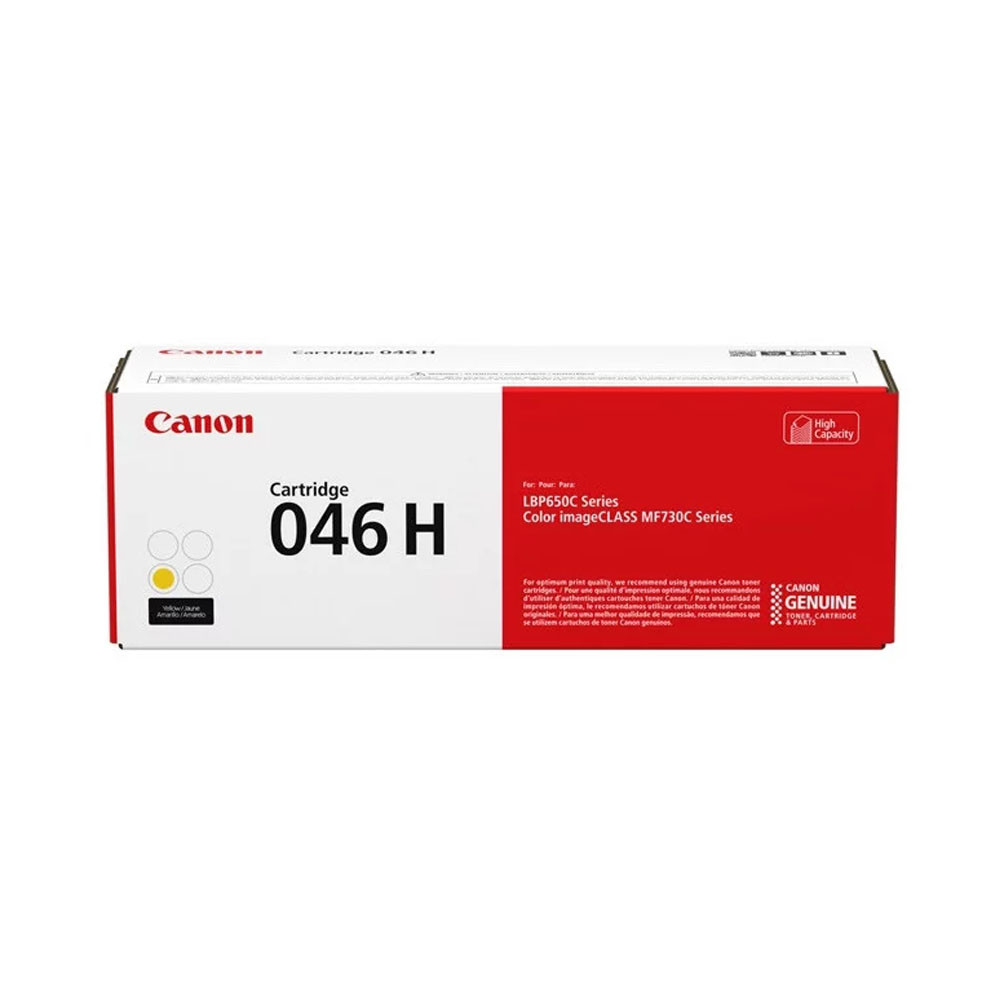 Canon
Cartridge 046 H
Canon
High
Capacity
Cartridge
046 H
For: Pour: Para:
LBP650C Series
Color imageCLASS MF730C Series
Yellow/Jaune
Amarillo/Amarelo
For optimum print quality, we recommend using genuine Canon toner
cartridges. / Pour une qualité d'impression optimale, nous recommandons
d'utiliser d'authentiques cartouches toner Canon. / Para una calidad de
impresión óptima, le recomendamos utilizar cartuchos de tóner Canon
originales. / Para uma melhor qualidade de impressão, recomendamos que
se utilizem cartuchos de toner Canon genuínos.
CANON
GENUINE
TONER, CARTRIDGE
& PARTS